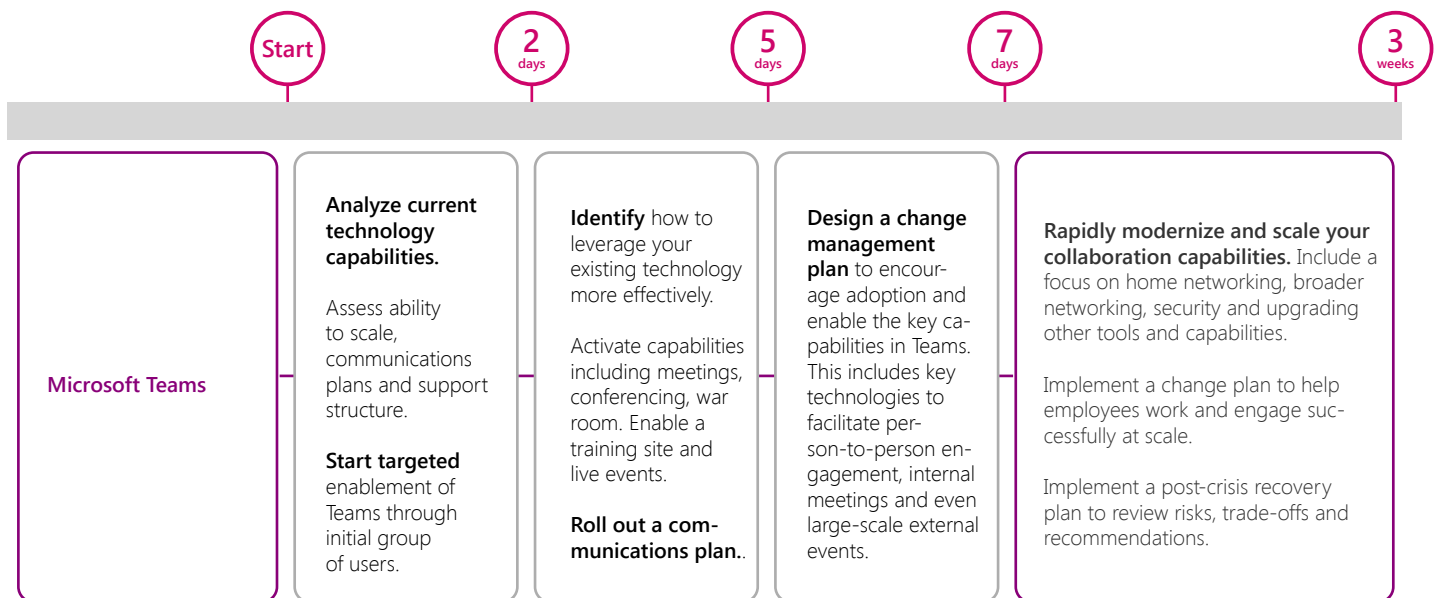 Start
2
days
5
days
7
days
3
weeks
Microsoft Teams
Analyze current
technology
capabilities.
Assess ability
to scale,
communications
plans and support
structure.
Start targeted
enablement of
Teams through
initial group
of users.
Identify how to
leverage your
existing technology
more effectively.
Activate capabilities
including meetings,
conferencing, war
room. Enable a
training site and
live events.
Roll out a com-
munications plan..
Design a change
management
plan to encour-
age adoption and
enable the key ca-
pabilities in Teams.
This includes key
technologies to
facilitate per-
son-to-person en-
gagement, internal
meetings and even
large-scale external
events.
Rapidly modernize and scale your
collaboration capabilities. Include a
focus on home networking, broader
networking, security and upgrading
other tools and capabilities.
Implement a change plan to help
employees work and engage suc-
cessfully at scale.
Implement a post-crisis recovery
plan to review risks, trade-offs and
recommendations.